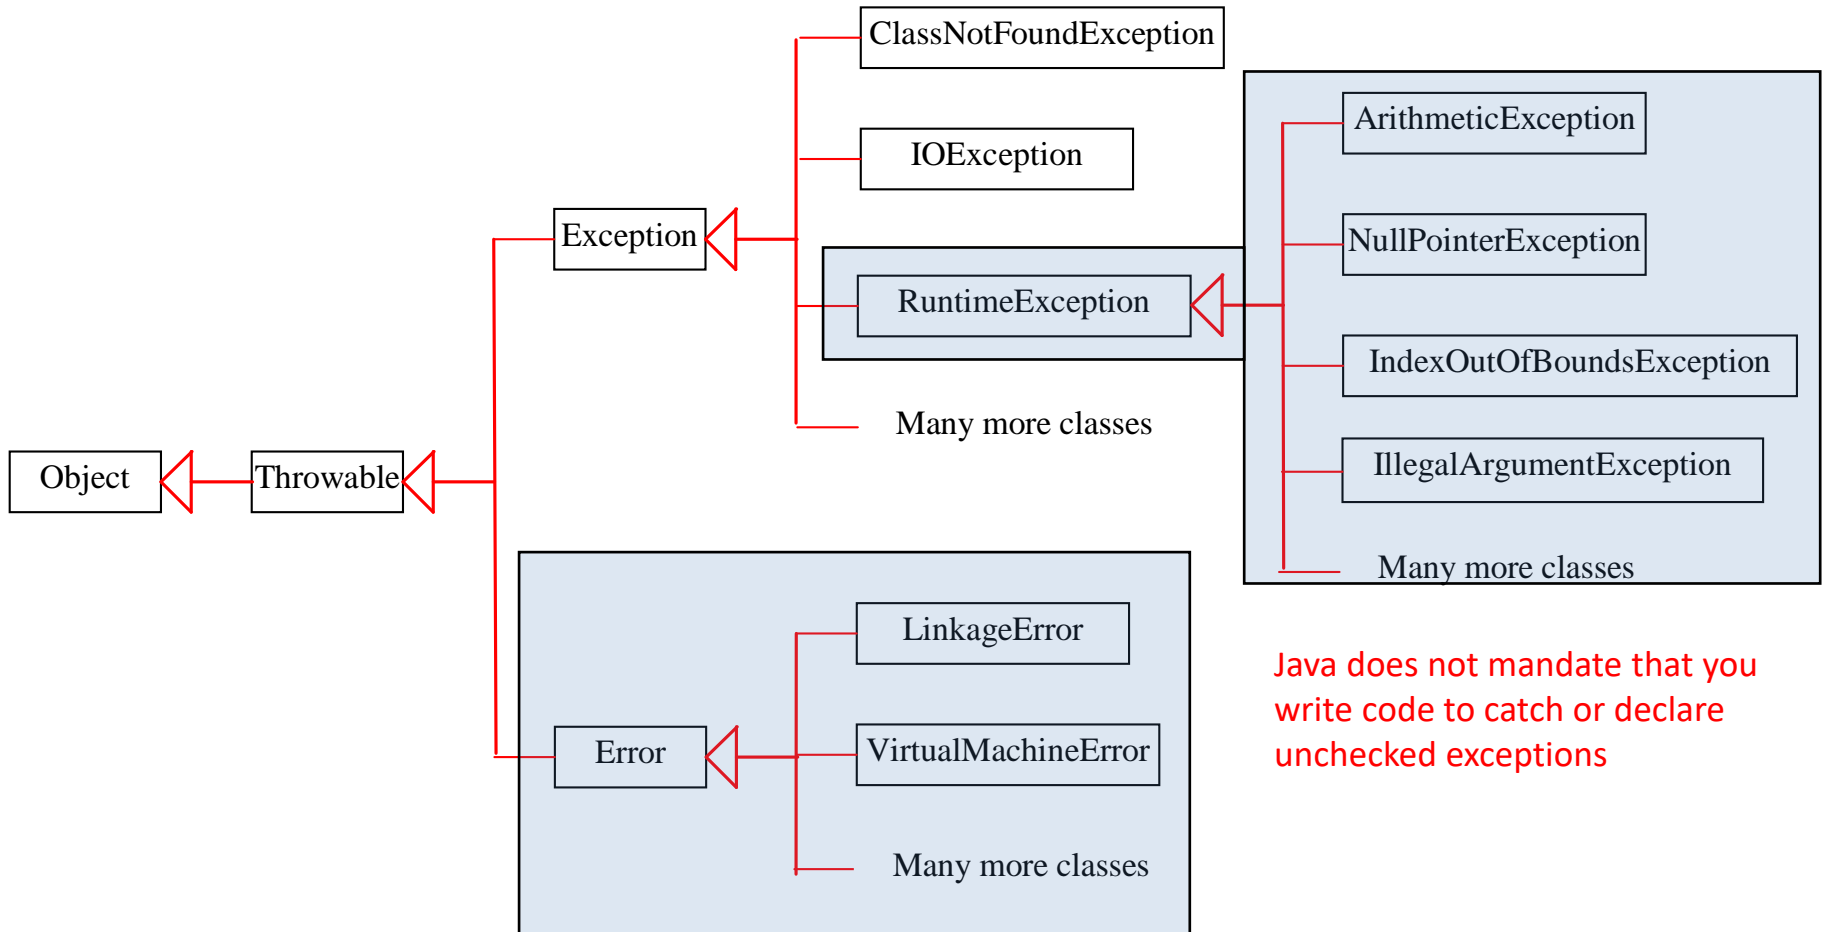 ClassNotFoundException
ArithmeticException
IOException
Exception
NullPointerException
RuntimeException
IndexOutOfBoundsException
Many more classes
IllegalArgumentException
Object
Throwable
Many more classes
LinkageError
Java does not mandate that you
write code to catch or declare
unchecked exceptions
Error
VirtualMachineError
Many more classes